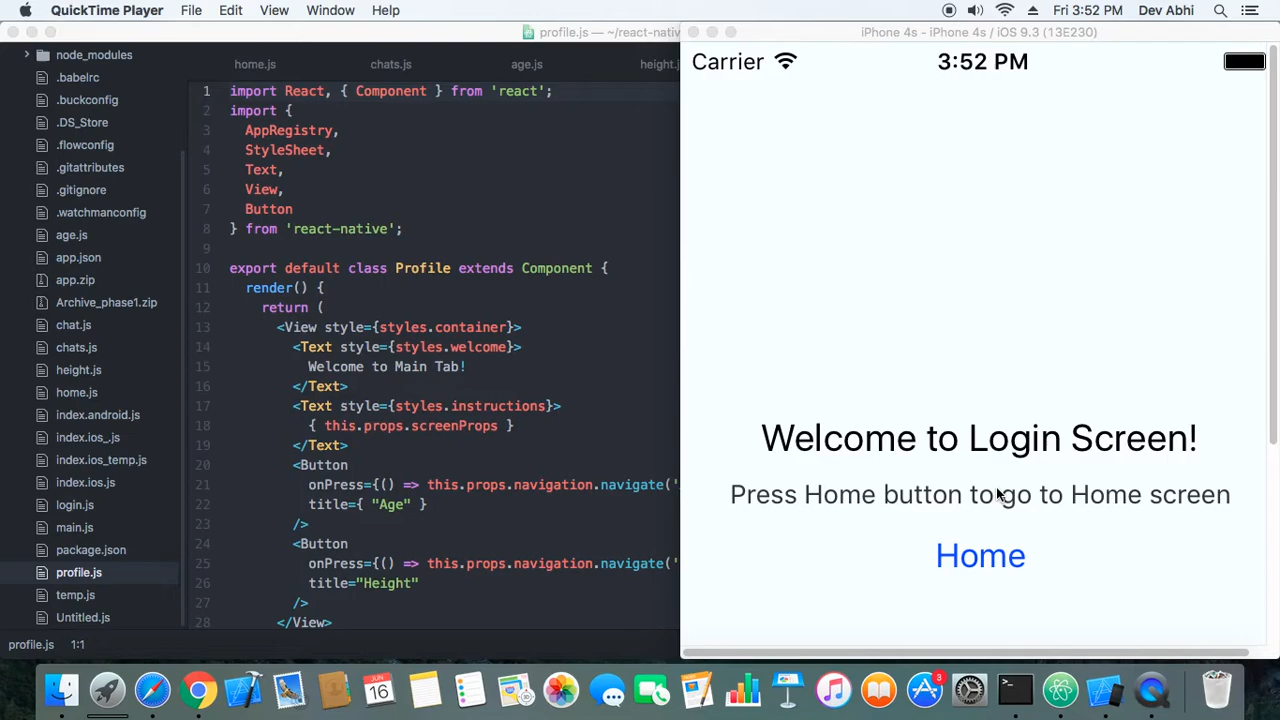 QuickTime Player File Edit View Window Help Fri 3:52 PM Dev Abhi
profile.js — ~/react-nativ
iPhone 4s - iPhone 4s / iOS 9.3 (13E230)
node_modules
.babelrc
.buckconfig
.DS_Store
.flowconfig
.gitattributes
.gitignore
.watchmanconfig
age.js
app.json
app.zip
Archive_phase1.zip
chat.js
chats.js
height.js
home.js
index.android.js
index.ios_.js
index.ios_temp.js
index.ios.js
login.js
main.js
package.json
profile.js
temp.js
Untitled.js
home.js chats.js age.js height.js
1 import React, { Component } from 'react';
2 import {
3 AppRegistry,
4 StyleSheet,
5 Text,
6 View,
7 Button
8 } from 'react-native';
9
10 export default class Profile extends Component {
11 render() {
12 return (
13 <View style={styles.container}>
14 <Text style={styles.welcome}>
15 Welcome to Main Tab!
16 </Text>
17 <Text style={styles.instructions}>
18 { this.props.screenProps }
19 </Text>
20 <Button
21 onPress={() => this.props.navigation.navigate('
22 title={ "Age" }
23 />
24 <Button
25 onPress={() => this.props.navigation.navigate('
26 title="Height"
27 />
28 </View>
profile.js 1:1
Carrier 3:52 PM
Welcome to Login Screen!
Press Home button to go to Home screen
Home
JUN
16
3